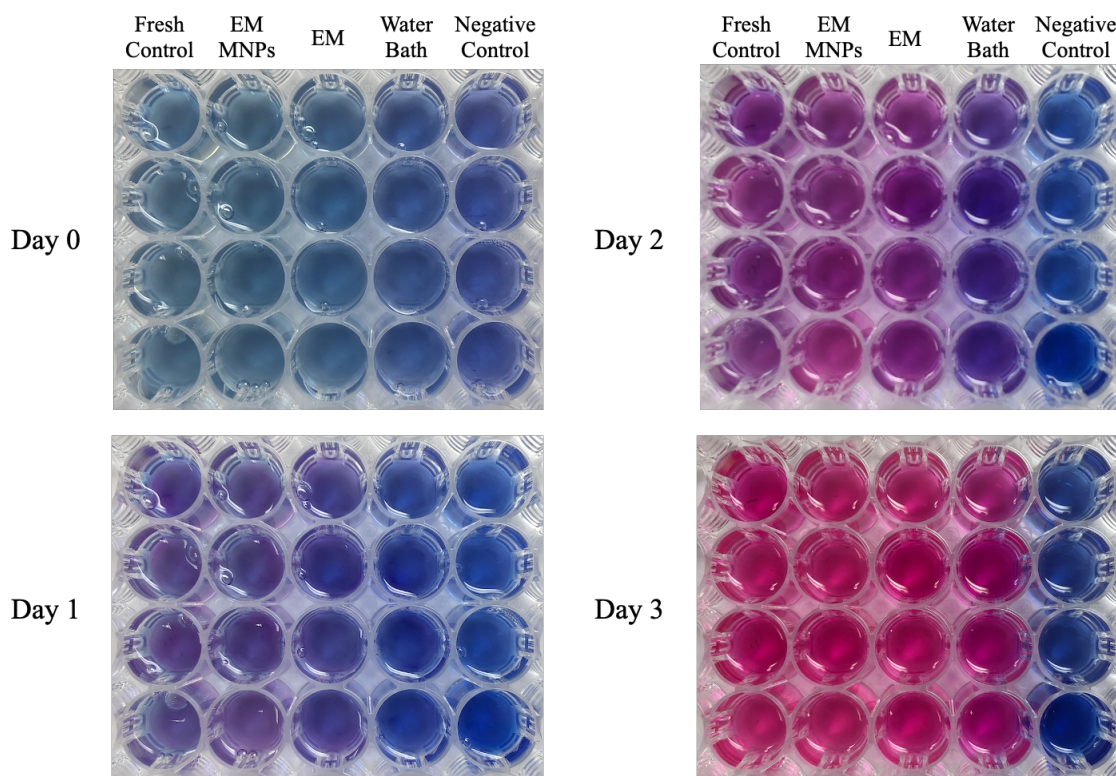 Fresh
Control
EM
MNPs
EM
Water
Bath
Negative
Control
Fresh
Control
EM
MNPs
EM
Water
Bath
Negative
Control
Day 0
Day 2
Day 1
Day 3